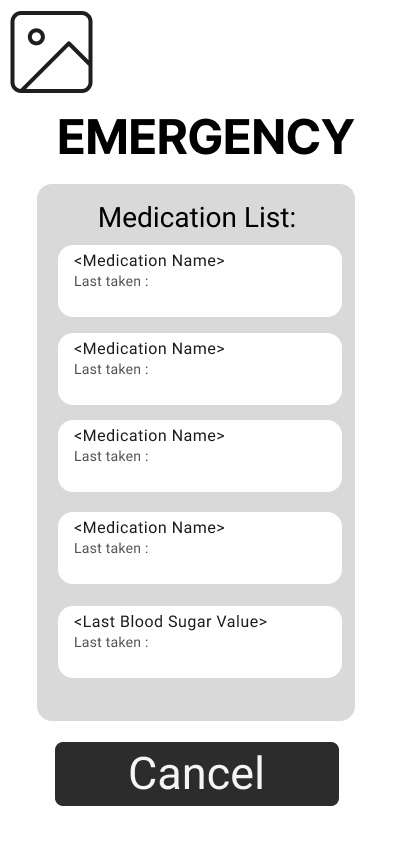 EMERGENCY
Medication List:
<Medication Name>
Last taken :
<Medication Name>
Last taken :
<Medication Name>
Last taken :
<Medication Name>
Last taken :
<Last Blood Sugar Value>
Last taken :
Cancel